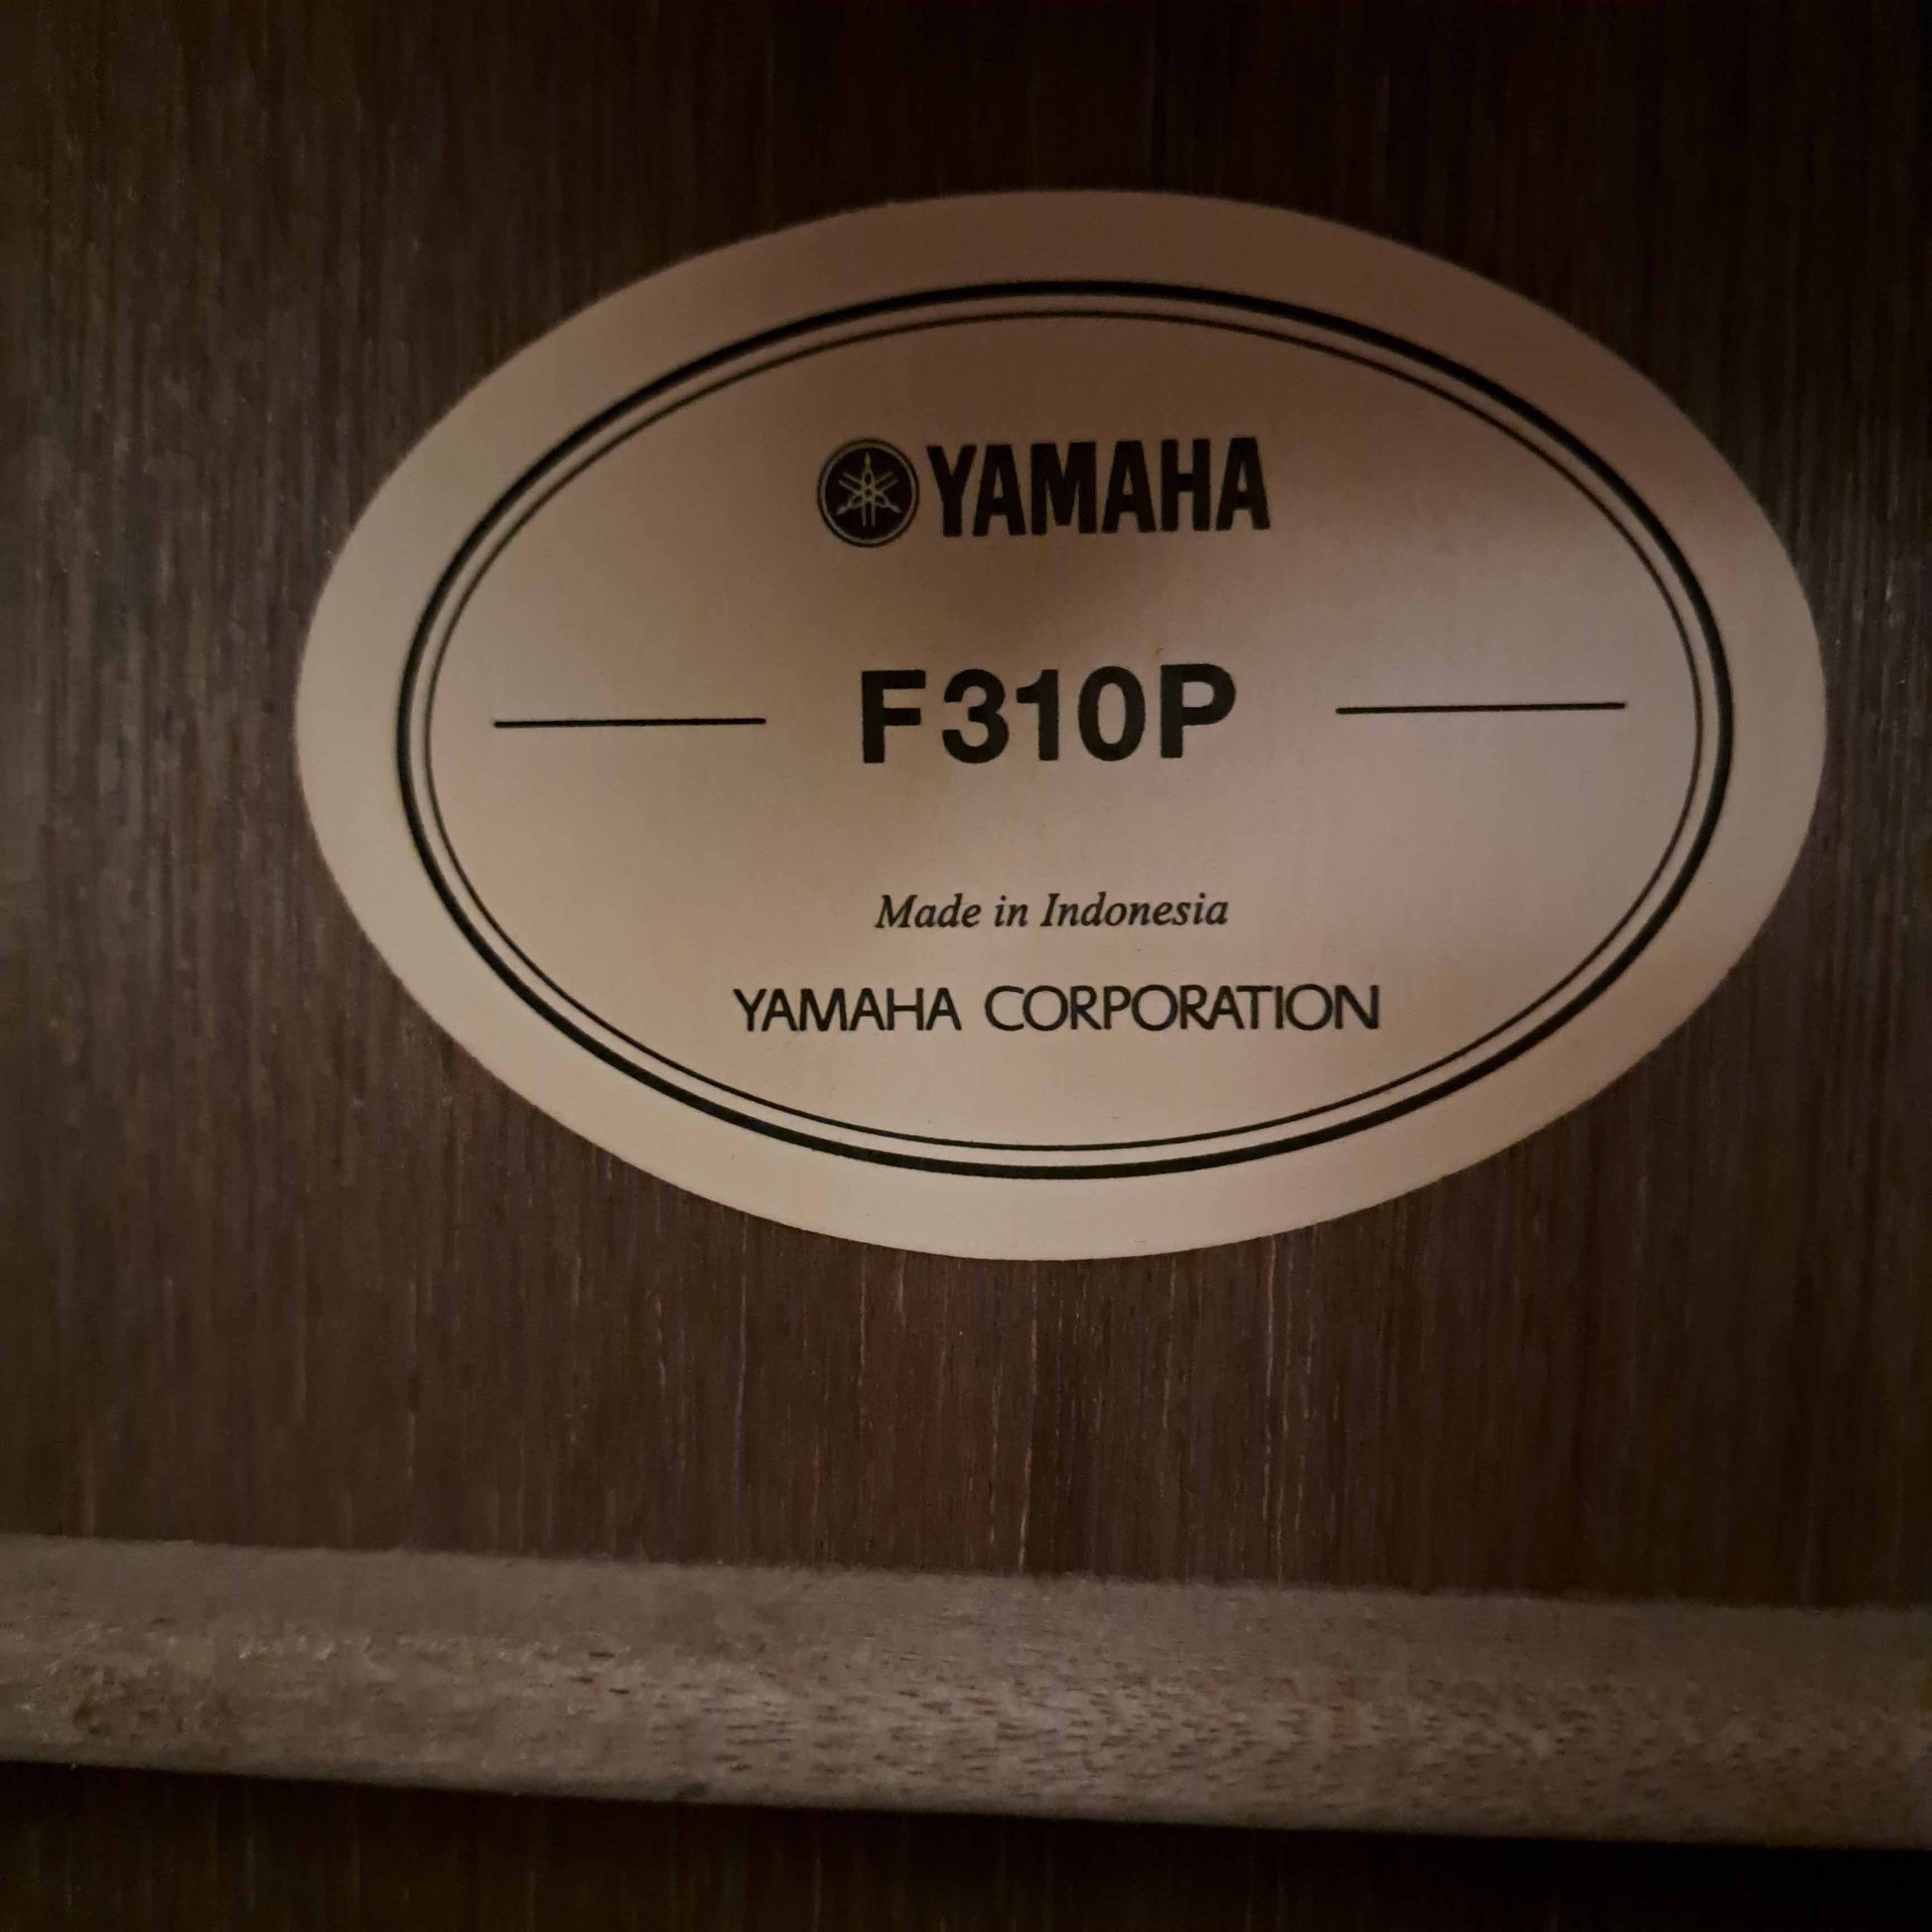 YAMAHA
F310P
Made in Indonesia
YAMAHA CORPORATION